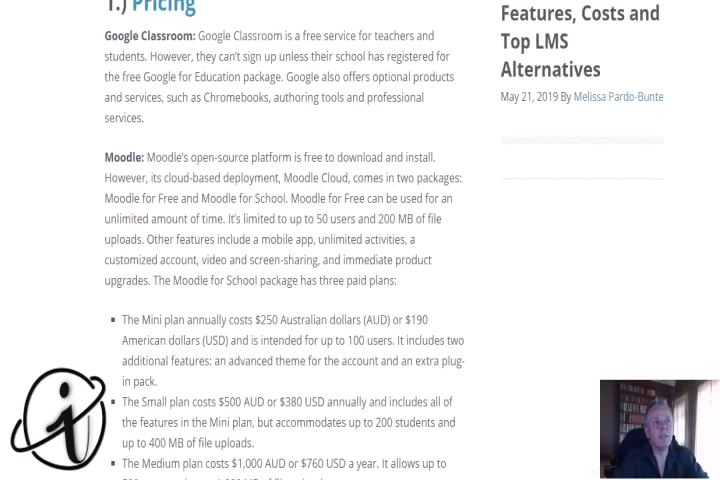 1.) Pricing
Google Classroom: Google Classroom is a free service for teachers and
students. However, they can't sign up unless their school has registered for
the free Google for Education package. Google also offers optional products
and services, such as Chromebooks, authoring tools and professional
services.
Moodle: Moodle's open-source platform is free to download and install.
However, its cloud-based deployment, Moodle Cloud, comes in two packages:
Moodle for Free and Moodle for School. Moodle for Free can be used for an
unlimited amount of time. It's limited to up to 50 users and 200 MB of file
uploads. Other features include a mobile app, unlimited activities, a
customized account, video and screen-sharing, and immediate product
upgrades. The Moodle for School package has three paid plans:
The Mini plan annually costs $250 Australian dollars (AUD) or $190
American dollars (USD) and is intended for up to 100 users. It includes two
additional features: an advanced theme for the account and an extra plug-
in pack.
The Small plan costs $500 AUD or $380 USD annually and includes all of
the features in the Mini plan, but accommodates up to 200 students and
up to 400 MB of file uploads.
The Medium plan costs $1,000 AUD or $760 USD a year. It allows up to
Features, Costs and
Top LMS
Alternatives
May 21, 2019 By Melissa Pardo-Bunte